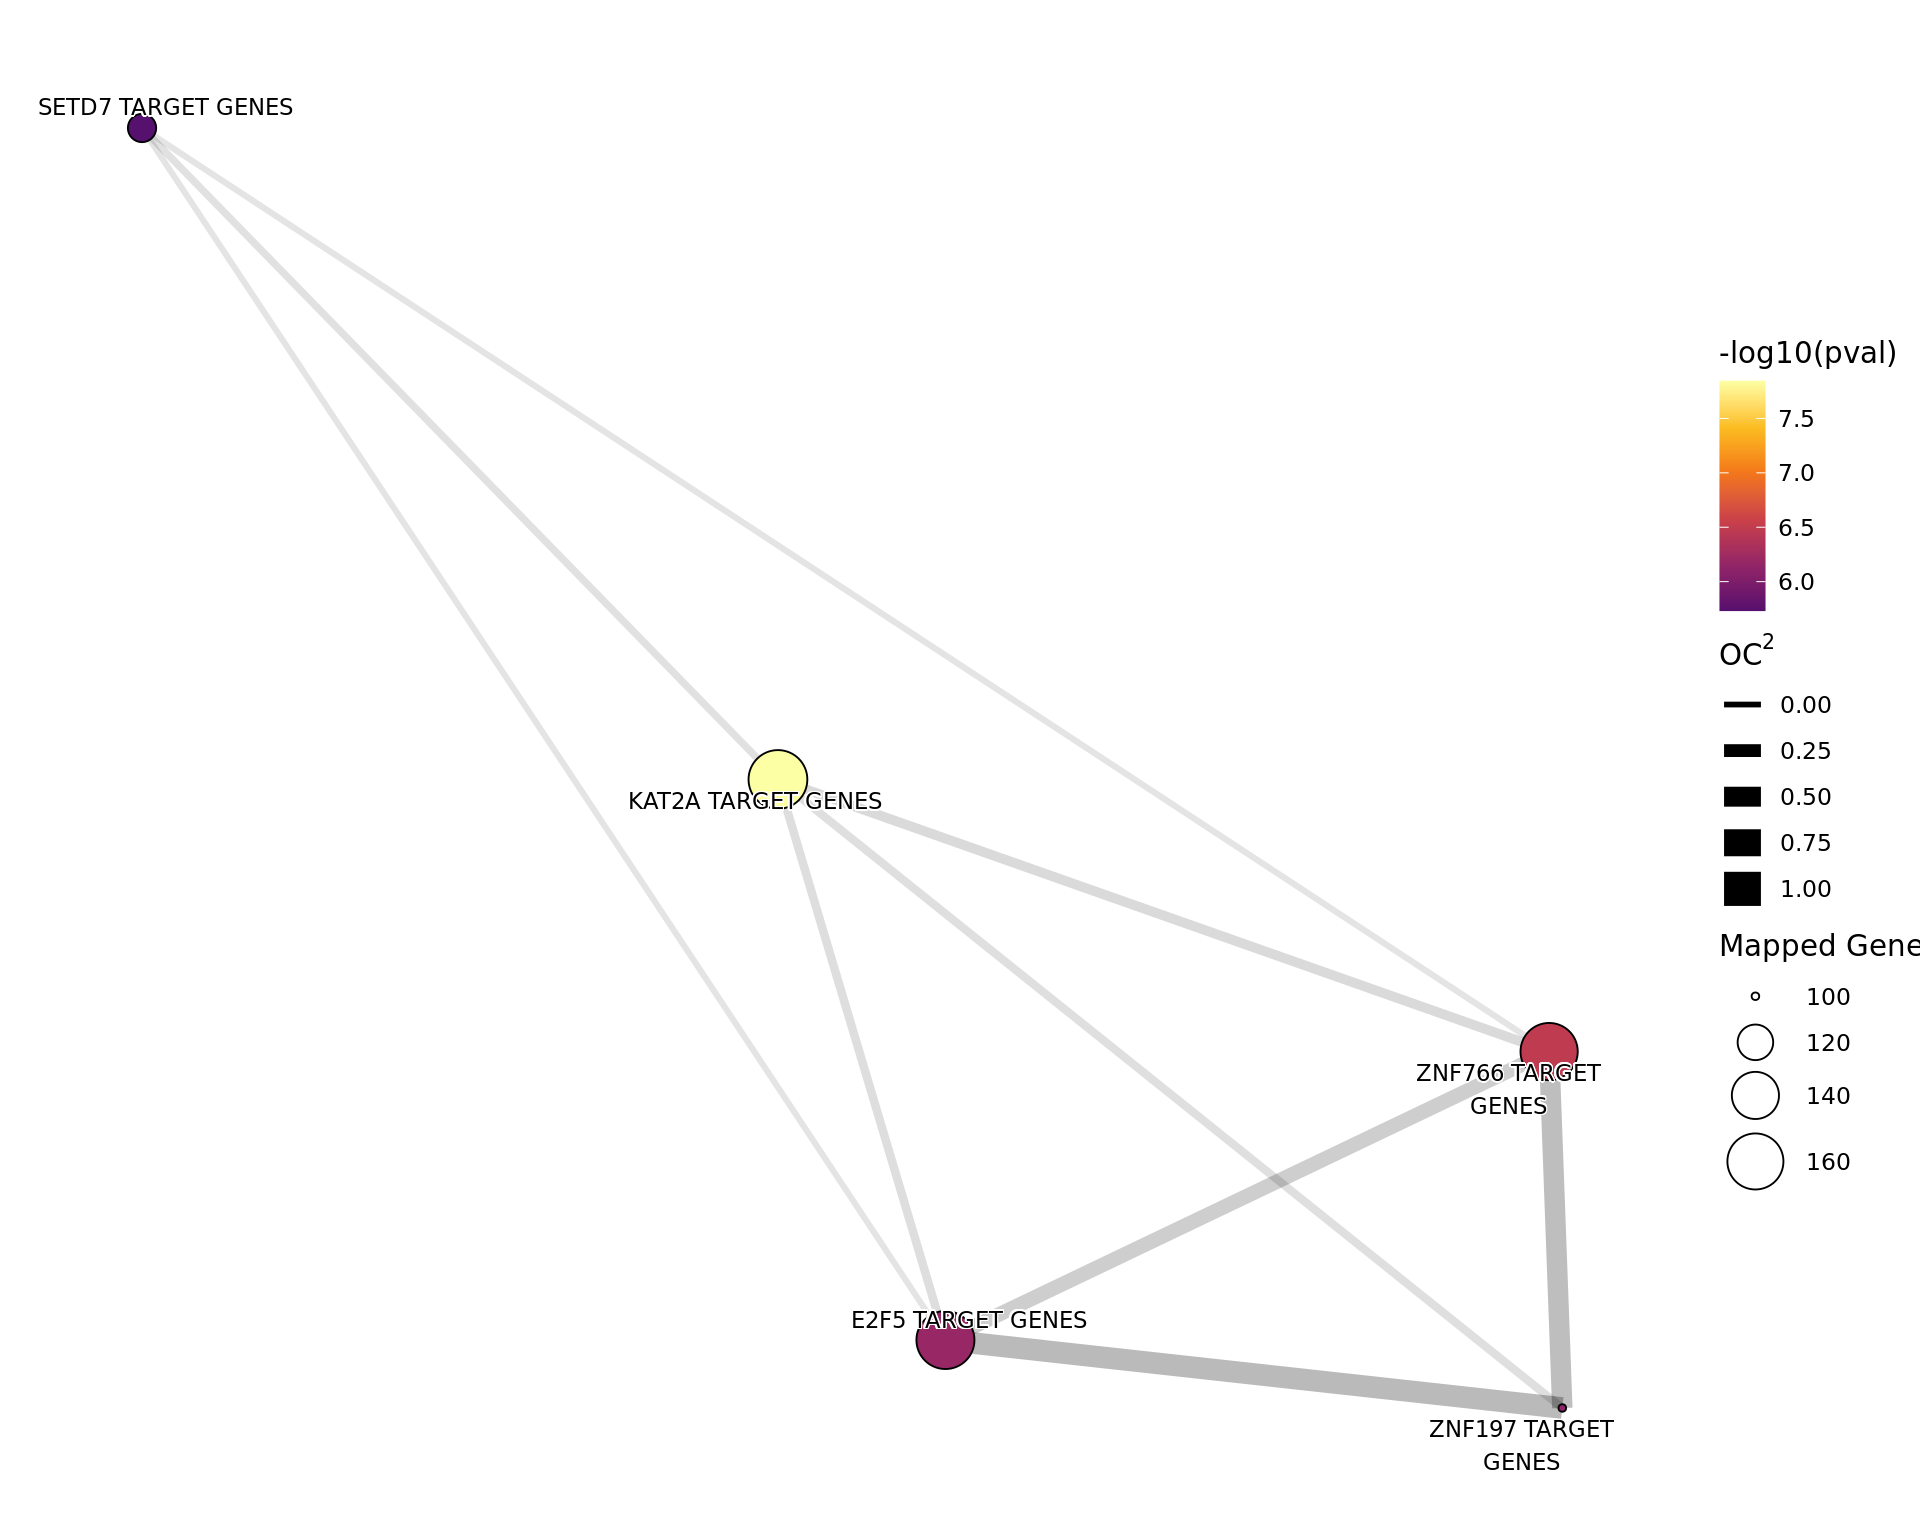 SETD7 TARGET GENES
KAT2A TARGET GENES
ZNF766 TARGET
GENES
E2F5 TARGET GENES
ZNF197 TARGET
GENES
-log10(pval)
7.5
7.0
6.5
6.0
OC²
0.00
0.25
0.50
0.75
1.00
Mapped Gene
100
120
140
160